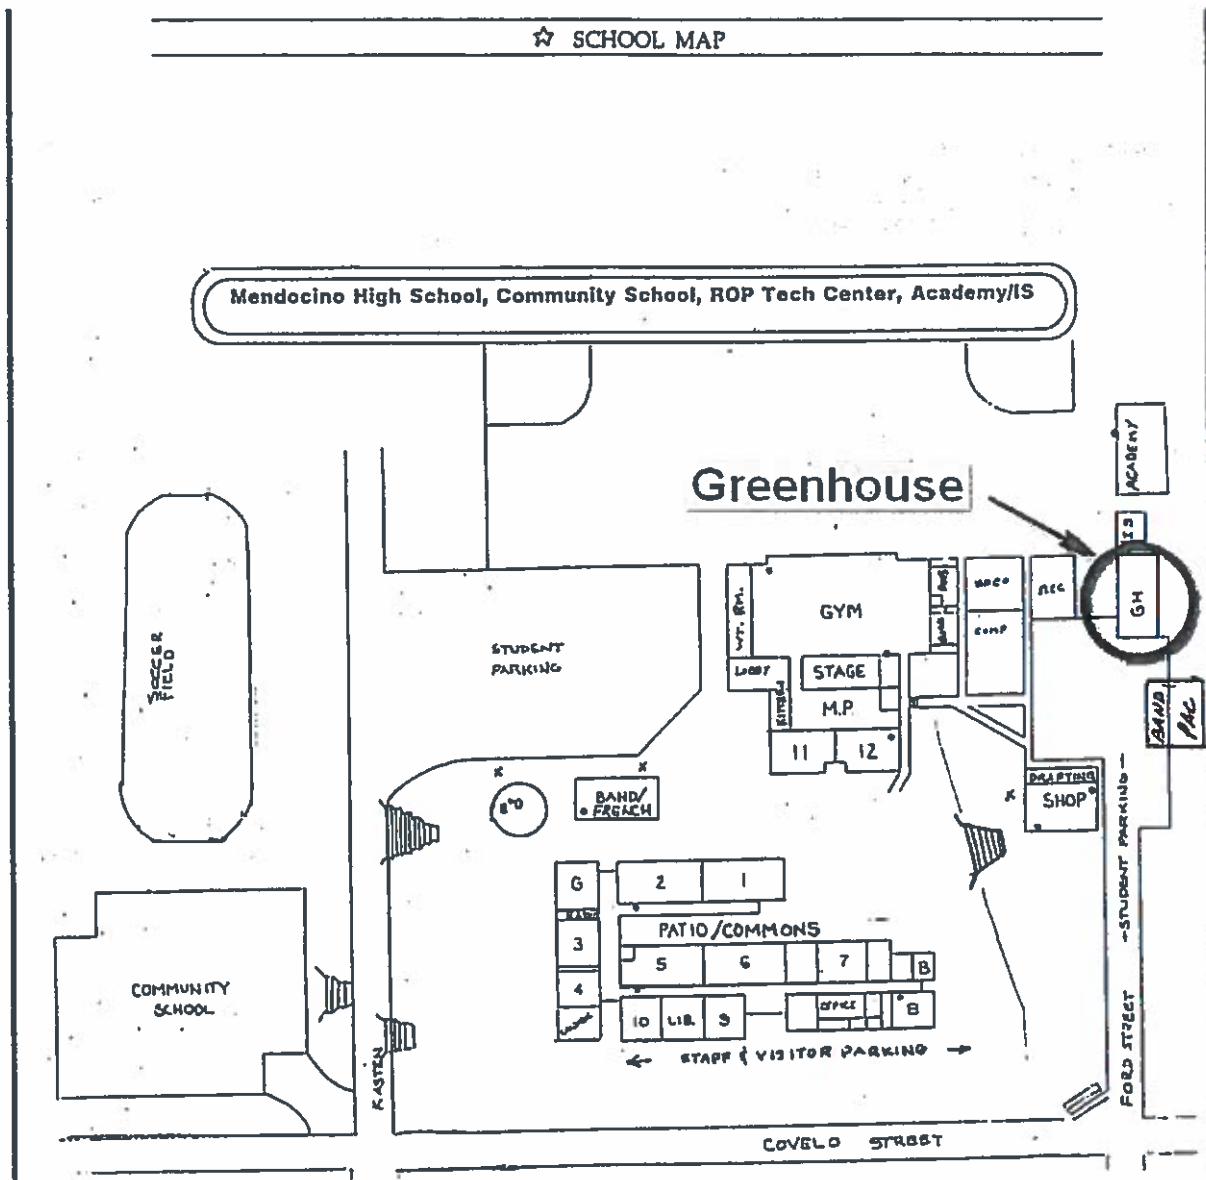 ☆ SCHOOL MAP
Mendocino High School, Community School, ROP Tech Center, Academy/IS
ACADEMY
Greenhouse
IS
GH
GYM
WT. RM.
COMP
REC
STUDENT
PARKING
LOBBY
STAGE
KITCHEN
M.P.
11
12
SOCCER
FIELD
BAND
PAC
DRAFTING
SHOP
BAND/
FRENCH
G
2
1
3
PATIO/COMMONS
5
6
7
B
4
10
LIB.
9
OFFICE
8
COMMUNITY
SCHOOL
← STAFF & VISITOR PARKING →
KASTEN
-STUDENT PARKING-
FORD STREET
COVELO STREET